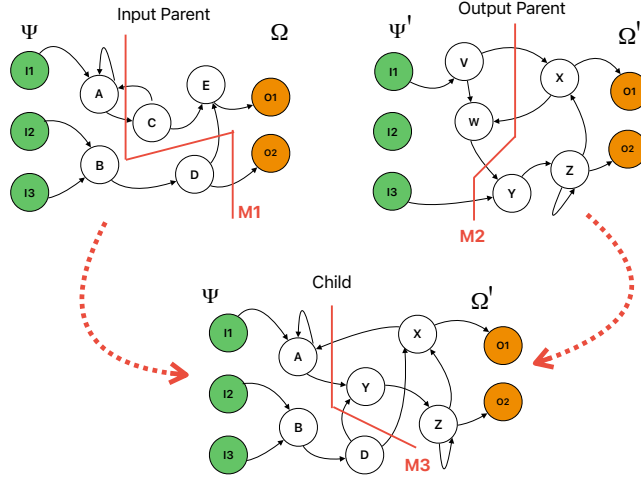 Input Parent
Ψ
Ω
I1
A
C
E
O1
I2
B
D
O2
I3
M1
Output Parent
Ψ'
Ω'
I1
V
X
O1
I2
W
O2
I3
Y
Z
M2
Child
Ψ
Ω'
I1
A
X
O1
I2
Y
O2
B
Z
I3
D
M3